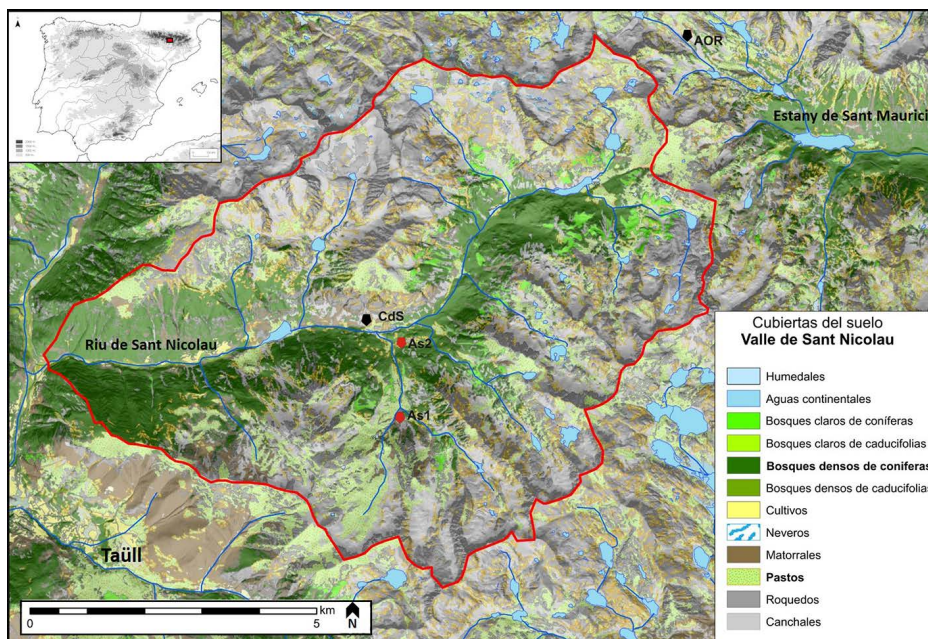 AOR
Estany de Sant Maurici
CdS
Riu de Sant Nicolau
As2
As1
Taüll
km
0
5
N
Cubiertas del suelo
Valle de Sant Nicolau
Humedales
Aguas continentales
Bosques claros de coníferas
Bosques claros de caducifolias
Bosques densos de coniferas
Bosques densos de caducifolias
Cultivos
Neveros
Matorrales
Pastos
Roquedos
Canchales